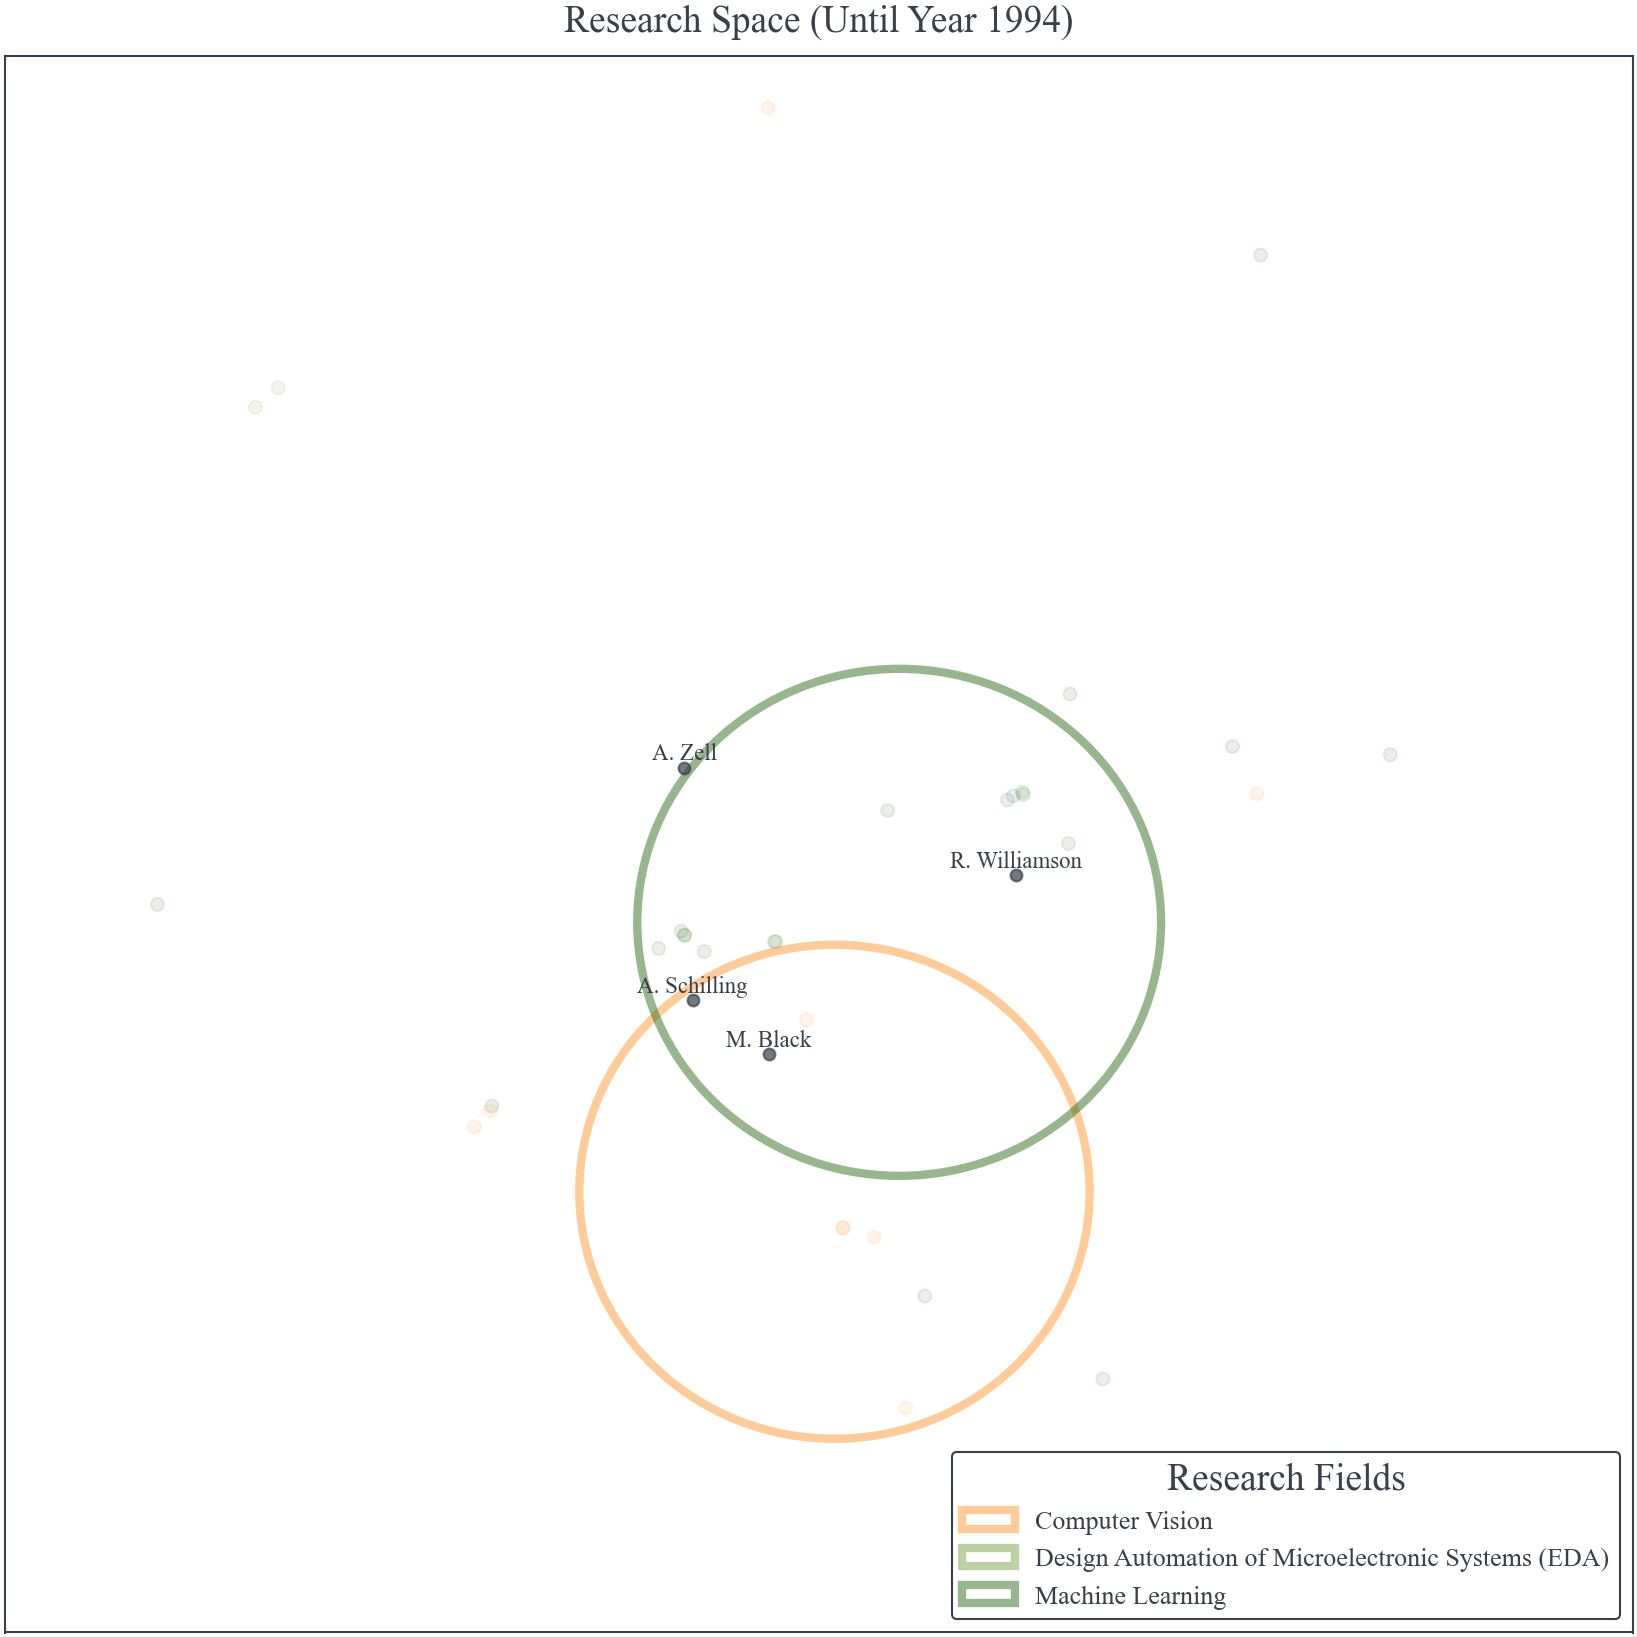 Research Space (Until Year 1994)
A. Zell
R. Williamson
A. Schilling
M. Black
Research Fields
Computer Vision
Design Automation of Microelectronic Systems (EDA)
Machine Learning